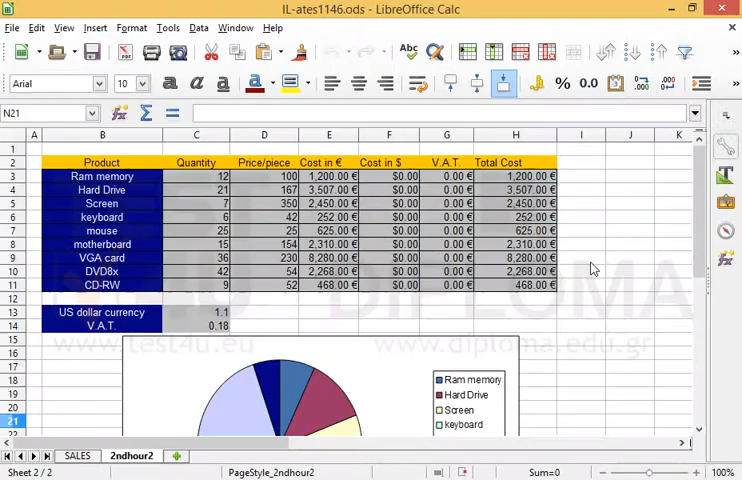 IL-ates1146.ods - LibreOffice Calc
File Edit View Insert Format Tools Data Window Help
Arial 10
N21
A B C D E F G H I J K
1
2 Product Quantity Price/piece Cost in € Cost in $ V.A.T. Total Cost
3 Ram memory 12 100 1,200.00 € $0.00 0.00 € 1,200.00 €
4 Hard Drive 21 167 3,507.00 € $0.00 0.00 € 3,507.00 €
5 Screen 7 350 2,450.00 € $0.00 0.00 € 2,450.00 €
6 keyboard 6 42 252.00 € $0.00 0.00 € 252.00 €
7 mouse 25 25 625.00 € $0.00 0.00 € 625.00 €
8 motherboard 15 154 2,310.00 € $0.00 0.00 € 2,310.00 €
9 VGA card 36 230 8,280.00 € $0.00 0.00 € 8,280.00 €
10 DVD8x 42 54 2,268.00 € $0.00 0.00 € 2,268.00 €
11 CD-RW 9 52 468.00 € $0.00 0.00 € 468.00 €
12
13 US dollar currency 1.1
14 V.A.T. 0.18
15
www.test4u.eu www.diploma.edu.gr
16
17
18 Ram memory
19 Hard Drive
20 Screen
21 keyboard
22
SALES 2ndhour2
Sheet 2 / 2 PageStyle_2ndhour2 Sum=0 100%